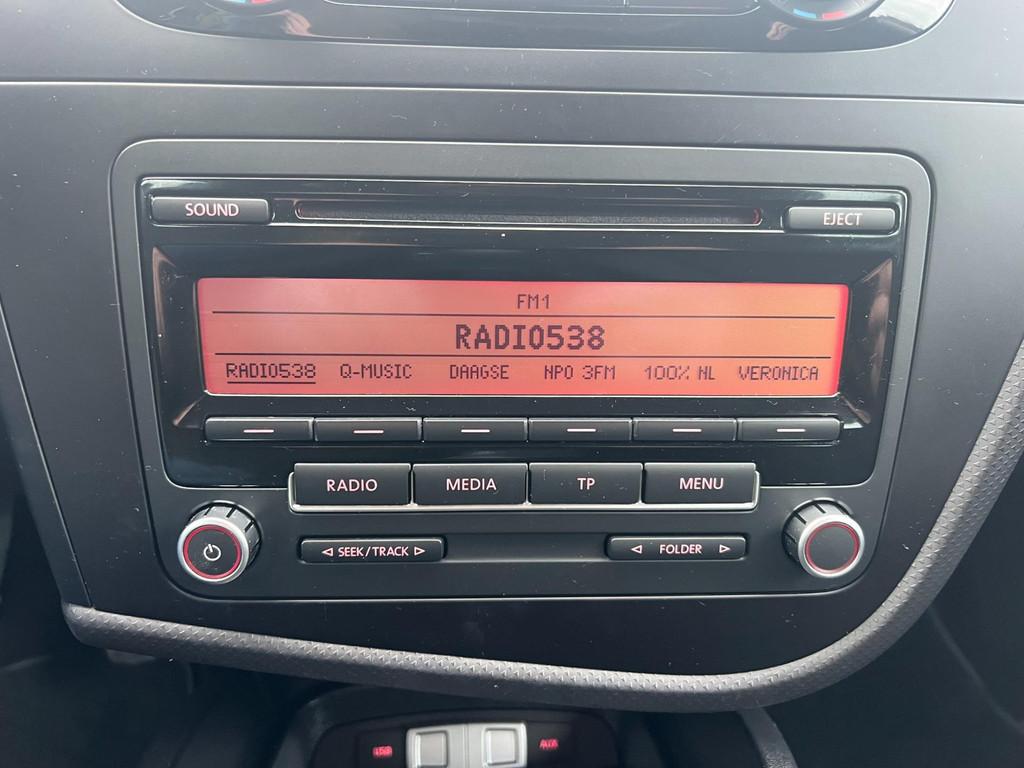 SOUND
EJECT
FM1
RADIO538
RADIO538 Q-MUSIC DAAGSE NPO 3FM 100% NL VERONICA
RADIO MEDIA TP MENU
SEEK/TRACK FOLDER